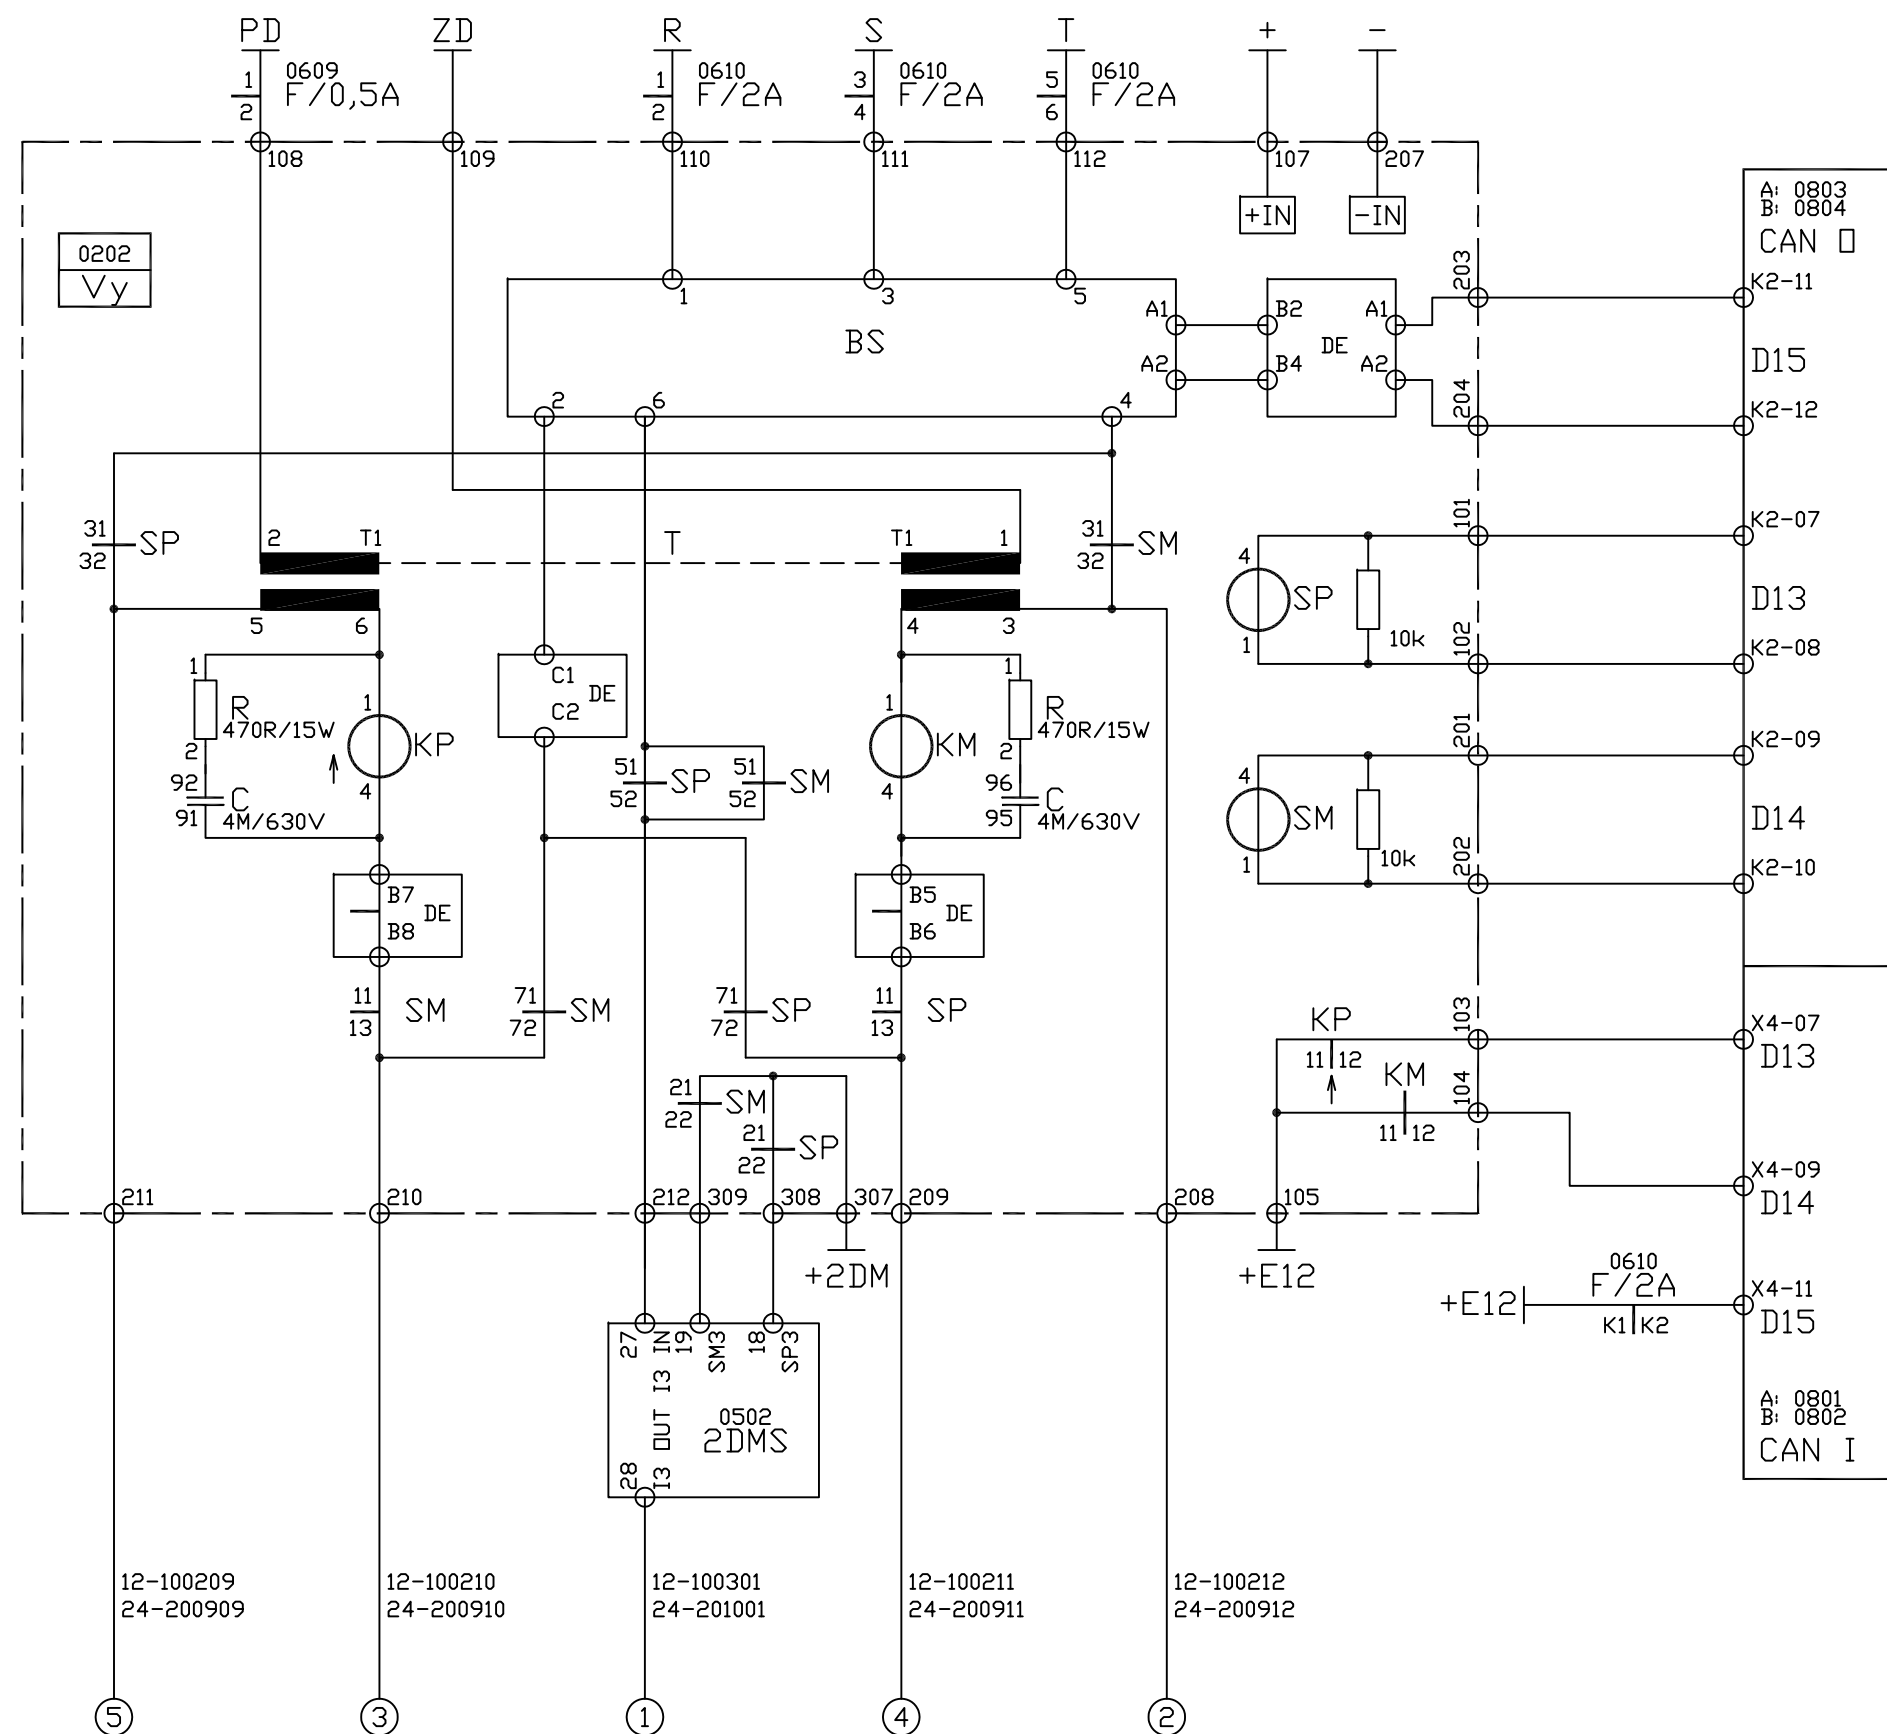 PD
ZD
R
S
T
+
-
1
2
0609
F/0,5A
1
2
0610
F/2A
3
4
0610
F/2A
5
6
0610
F/2A
108
109
110
111
112
107
207
+IN
-IN
0202
Vy
A: 0803
B: 0804
CAN O
1
3
5
BS
A1
A2
B2
B4
DE
A1
A2
203
K2-11
D15
204
K2-12
2
6
4
31
32
SP
2
T1
T
T1
1
31
32
SM
5
6
4
3
101
K2-07
4
SP
1
10k
D13
102
K2-08
1
R
470R/15W
2
92
C
91
4M/630V
1
KP
4
C1
C2
DE
51
52
SP
51
52
SM
1
KM
4
1
R
470R/15W
2
96
C
95
4M/630V
201
K2-09
4
SM
1
10k
D14
202
K2-10
B7
B8
DE
B5
B6
DE
11
13
SM
71
72
SM
71
72
SP
11
13
SP
KP
11
12
103
X4-07
D13
KM
11
12
104
X4-09
D14
21
22
SM
21
22
SP
211
210
212
309
308
307
209
208
105
+2DM
+E12
+E12
0610
F/2A
K1
K2
X4-11
D15
27
I3 IN
19
SM3
18
SP3
28
I3 OUT
0502
2DMS
A: 0801
B: 0802
CAN I
12-100209
24-200909
12-100210
24-200910
12-100301
24-201001
12-100211
24-200911
12-100212
24-200912
5
3
1
4
2